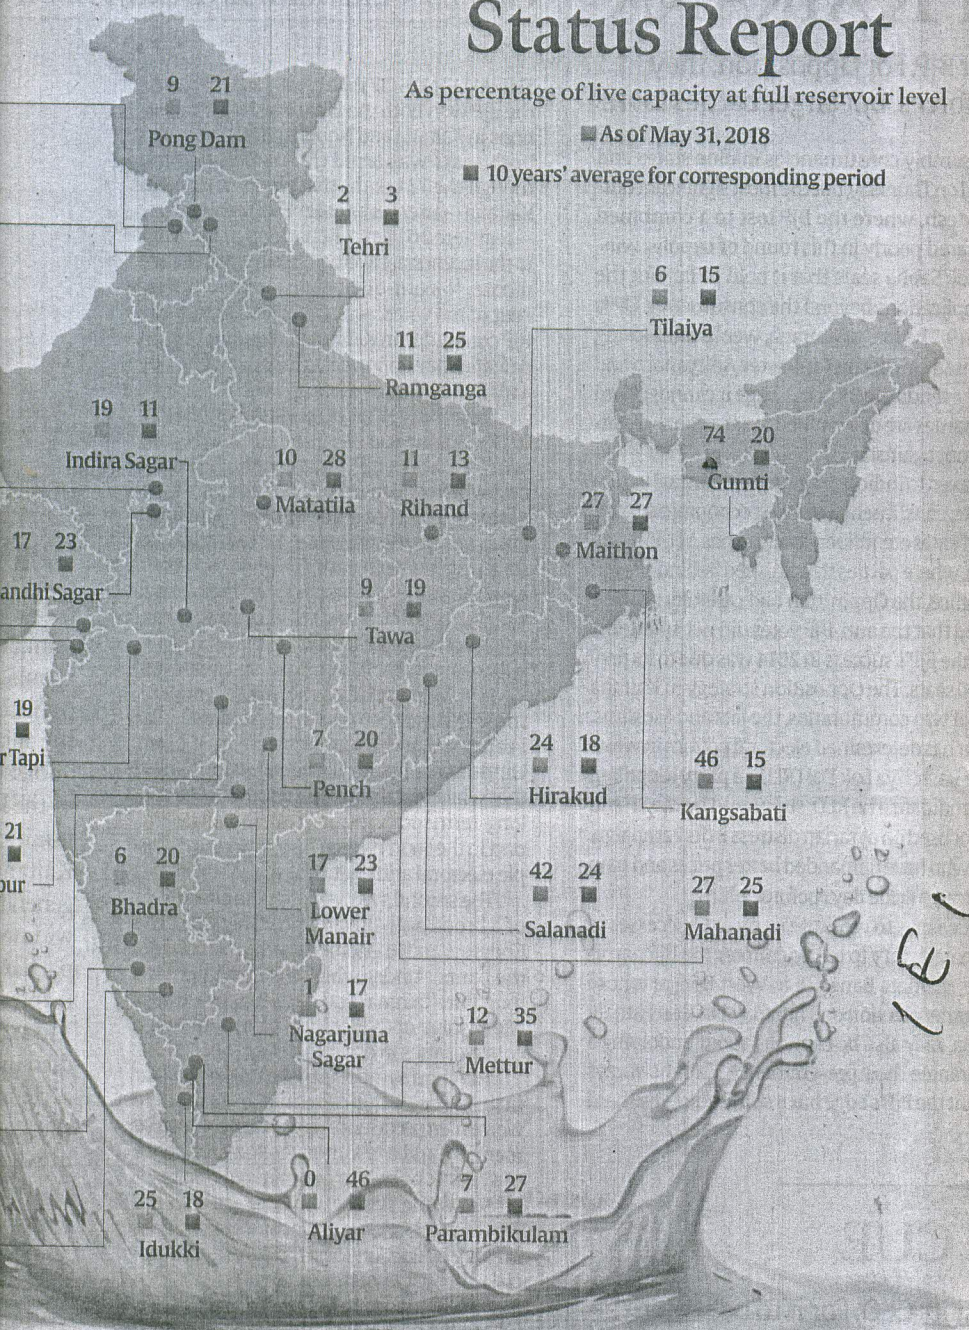 Status Report
As percentage of live capacity at full reservoir level
As of May 31, 2018
10 years' average for corresponding period
9 21
Pong Dam
2 3
Tehri
6 15
Tilaiya
11 25
Ramganga
19 11
Indira Sagar
10 28
Matatila
11 13
Rihand
74 20
Gumti
27 27
Maithon
17 23
andhi Sagar
9 19
Tawa
19
r Tapi
7 20
Pench
24 18
Hirakud
46 15
Kangsabati
21
pur
6 20
Bhadra
17 23
Lower
Manair
42 24
Salanadi
27 25
Mahanadi
1 17
Nagarjuna
Sagar
12 35
Mettur
25 18
Idukki
0 46
Aliyar
7 27
Parambikulam